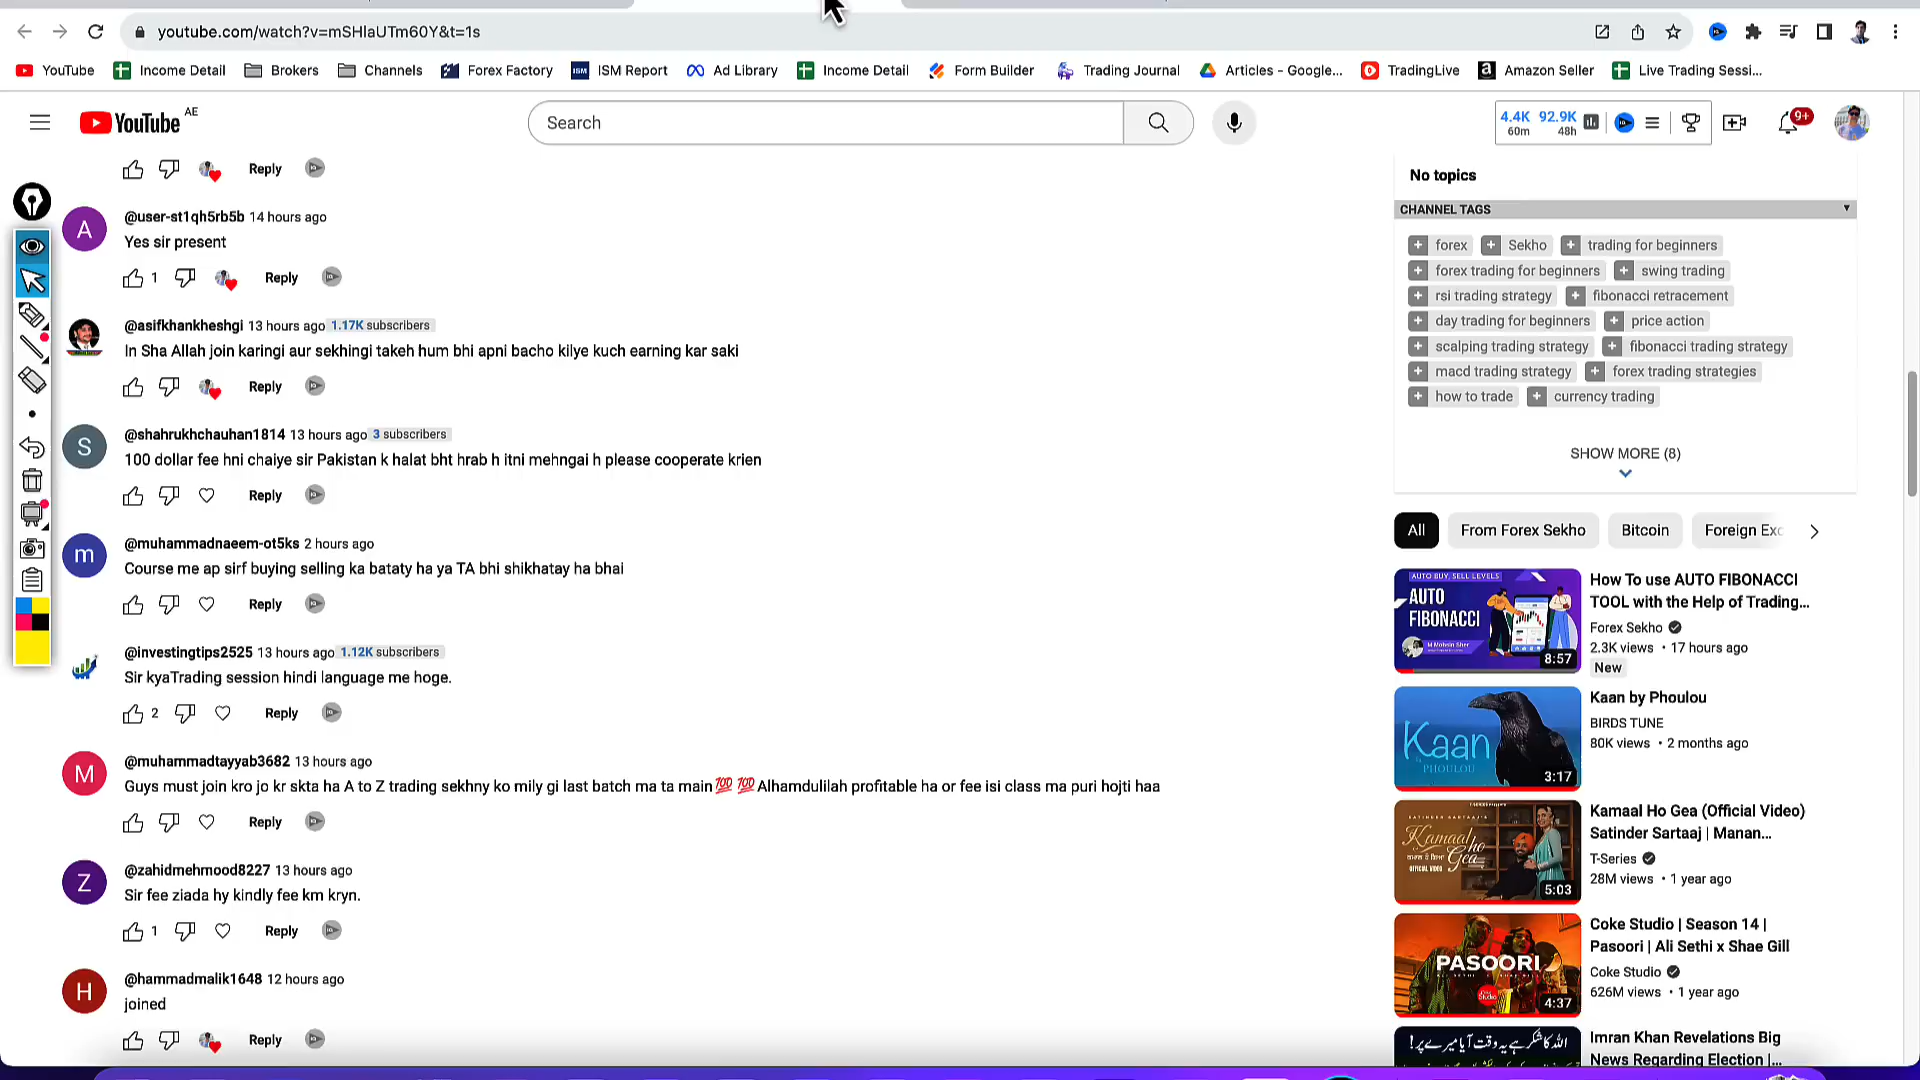 youtube.com/watch?v=mSHlaUTm60Y&t=1s
YouTube Income Detail Brokers Channels Forex Factory ISM ISM Report Ad Library Income Detail Form Builder Trading Journal Articles - Google... TradingLive Amazon Seller Live Trading Sessi...
YouTube AE
Search
4.4K 92.9K
60m 48h
9+
Reply
A
@user-st1qh5rb5b 14 hours ago
Yes sir present
1 Reply
@asifkhankheshgi 13 hours ago 1.17K subscribers
In Sha Allah join karingi aur sekhingi takeh hum bhi apni bacho kilye kuch earning kar saki
Reply
S
@shahrukhchauhan1814 13 hours ago 3 subscribers
100 dollar fee hni chaiye sir Pakistan k halat bht hrab h itni mehngai h please cooperate krien
Reply
m
@muhammadnaeem-ot5ks 2 hours ago
Course me ap sirf buying selling ka bataty ha ya TA bhi shikhatay ha bhai
Reply
@investingtips2525 13 hours ago 1.12K subscribers
Sir kyaTrading session hindi language me hoge.
2 Reply
M
@muhammadtayyab3682 13 hours ago
Guys must join kro jo kr skta ha A to Z trading sekhny ko mily gi last batch ma ta main💯 💯Alhamdulilah profitable ha or fee isi class ma puri hojti haa
Reply
Z
@zahidmehmood8227 13 hours ago
Sir fee ziada hy kindly fee km kryn.
1 Reply
H
@hammadmalik1648 12 hours ago
joined
Reply
No topics
CHANNEL TAGS
+ forex + Sekho + trading for beginners
+ forex trading for beginners + swing trading
+ rsi trading strategy + fibonacci retracement
+ day trading for beginners + price action
+ scalping trading strategy + fibonacci trading strategy
+ macd trading strategy + forex trading strategies
+ how to trade + currency trading
SHOW MORE (8)
All From Forex Sekho Bitcoin Foreign Exc
AUTO BUY, SELL LEVELS
AUTO
FIBONACCI
M Mohsin Sher
8:57
How To use AUTO FIBONACCI
TOOL with the Help of Trading...
Forex Sekho
2.3K views • 17 hours ago
New
Kaan
PHOULOU
3:17
Kaan by Phoulou
BIRDS TUNE
80K views • 2 months ago
SATINDER SARTAAJ'S
Kamaal
ho
Gea
OFFICIAL VIDEO
5:03
Kamaal Ho Gea (Official Video)
Satinder Sartaaj | Manan...
T-Series
28M views • 1 year ago
PASOORI
4:37
Coke Studio | Season 14 |
Pasoori | Ali Sethi x Shae Gill
Coke Studio
626M views • 1 year ago
اللہ کا شکر ہے یہ وقت آیا میرے پر!
Imran Khan Revelations Big
News Regarding Election |...